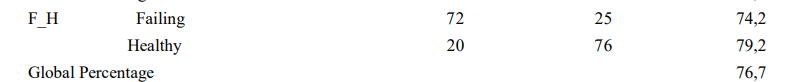 F_H Failing 72 25 74,2
Healthy 20 76 79,2
Global Percentage 76,7